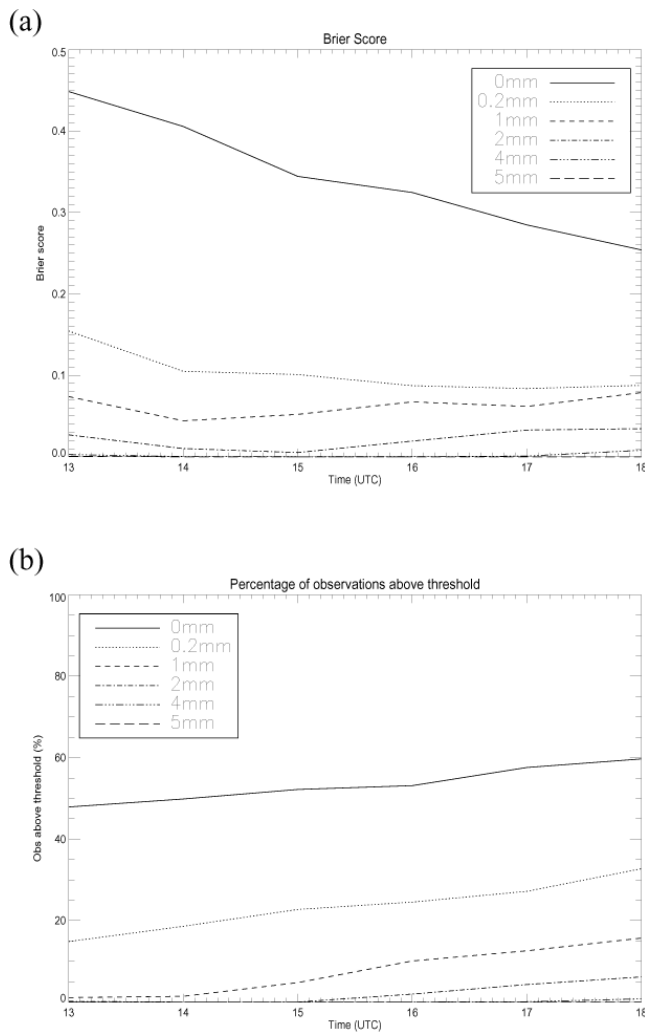 (a)
Brier Score
0.5
0.4
0.3
0.2
0.1
0.0
Brier score
0mm
0.2mm
1mm
2mm
4mm
5mm
13 14 15 16 17 18
Time (UTC)
(b)
Percentage of observations above threshold
100
80
60
40
20
0
Obs above threshold (%)
0mm
0.2mm
1mm
2mm
4mm
5mm
13 14 15 16 17 18
Time (UTC)